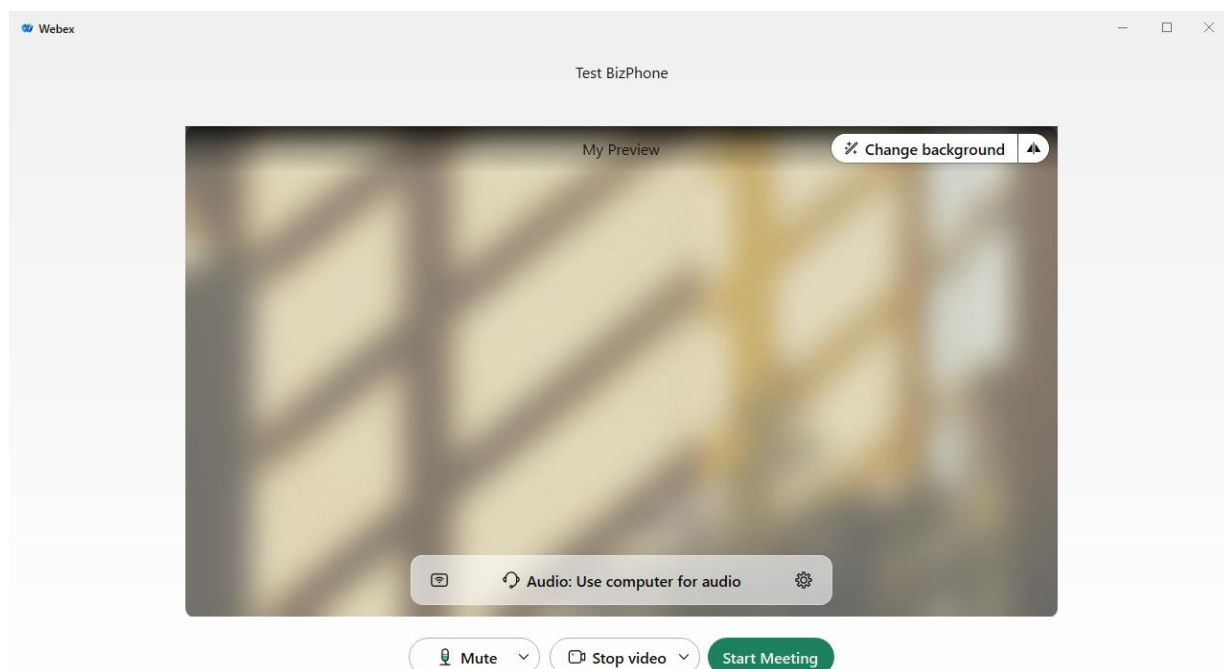 Webex
Test BizPhone
My Preview
Change background
Audio: Use computer for audio
Mute
Stop video
Start Meeting